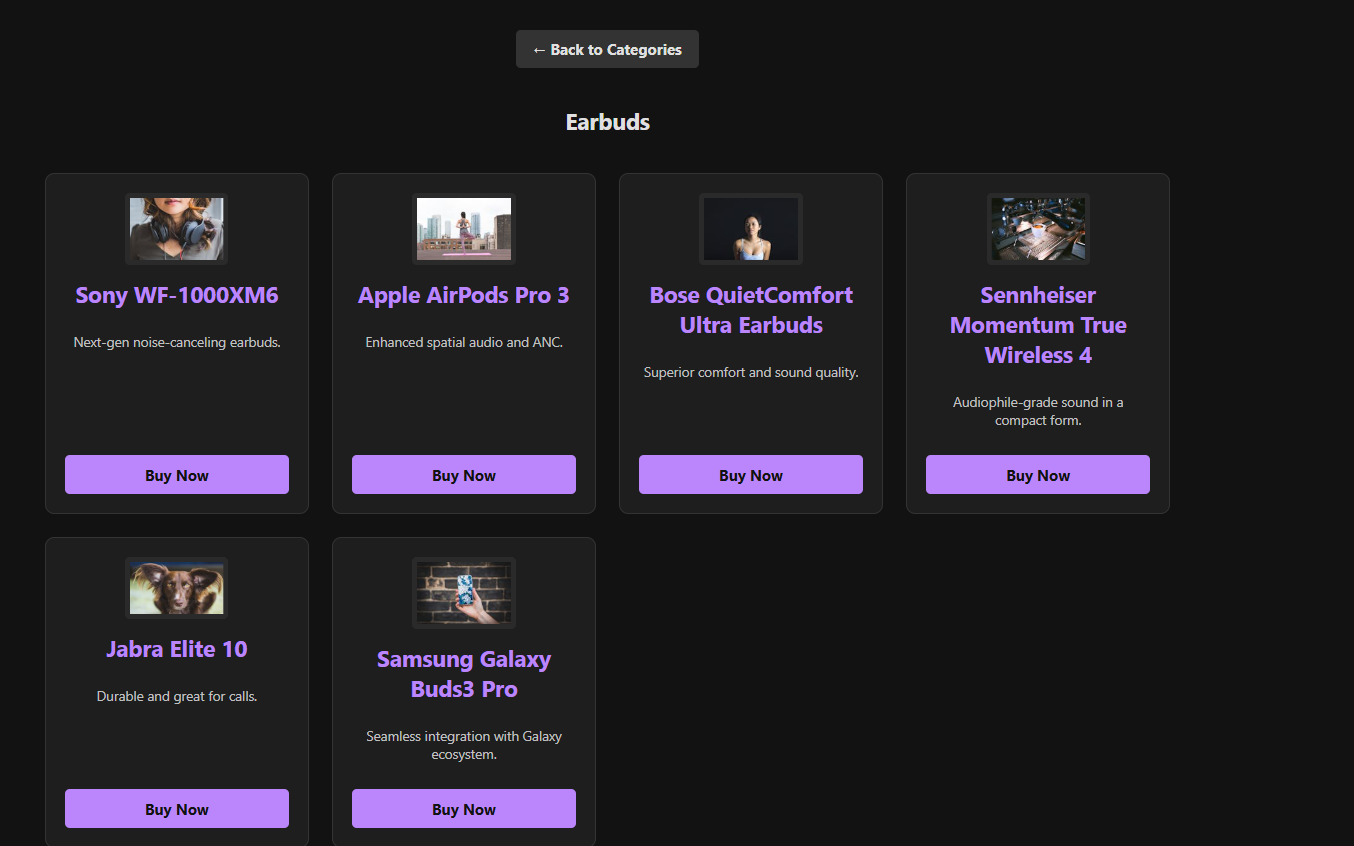 ← Back to Categories
Earbuds
Sony WF-1000XM6
Next-gen noise-canceling earbuds.
Buy Now
Apple AirPods Pro 3
Enhanced spatial audio and ANC.
Buy Now
Bose QuietComfort
Ultra Earbuds
Superior comfort and sound quality.
Buy Now
Sennheiser
Momentum True
Wireless 4
Audiophile-grade sound in a
compact form.
Buy Now
Jabra Elite 10
Durable and great for calls.
Buy Now
Samsung Galaxy
Buds3 Pro
Seamless integration with Galaxy
ecosystem.
Buy Now